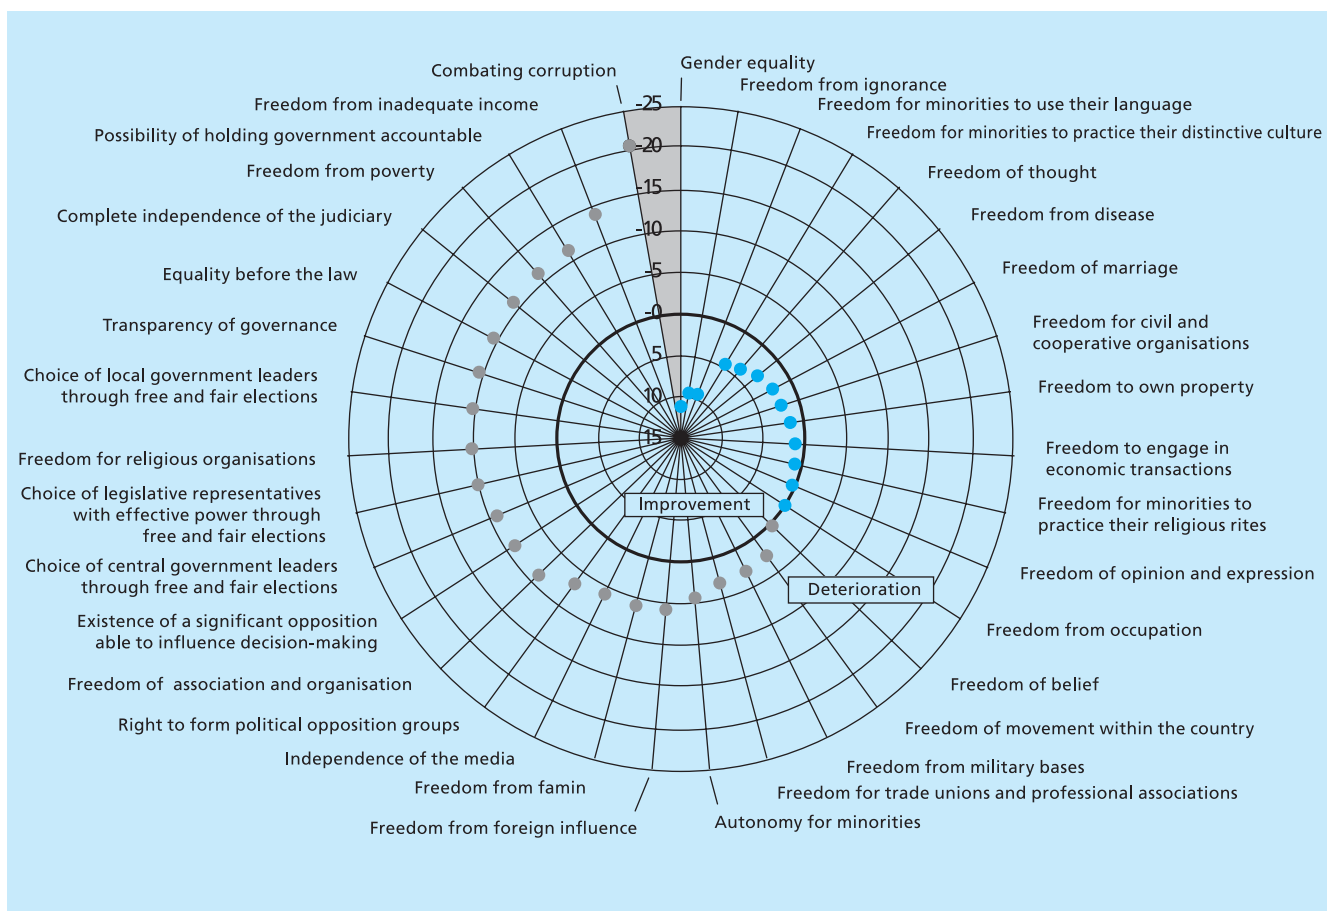 Gender equality
Combating corruption
Freedom from ignorance
Freedom from inadequate income
Freedom for minorities to use their language
Possibility of holding government accountable
Freedom for minorities to practice their distinctive culture
Freedom from poverty
Freedom of thought
Complete independence of the judiciary
Freedom from disease
Equality before the law
Freedom of marriage
Transparency of governance
Freedom for civil and
cooperative organisations
Choice of local government leaders
through free and fair elections
Freedom to own property
Freedom for religious organisations
Freedom to engage in
economic transactions
Choice of legislative representatives
with effective power through
free and fair elections
Freedom for minorities to
practice their religious rites
Choice of central government leaders
through free and fair elections
Freedom of opinion and expression
Existence of a significant opposition
able to influence decision-making
Freedom from occupation
Freedom of association and organisation
Freedom of belief
Right to form political opposition groups
Freedom of movement within the country
Independence of the media
Freedom from military bases
Freedom from famin
Freedom for trade unions and professional associations
Freedom from foreign influence
Autonomy for minorities
-25
-20
-15
-10
-5
-0
5
10
15
Improvement
Deterioration